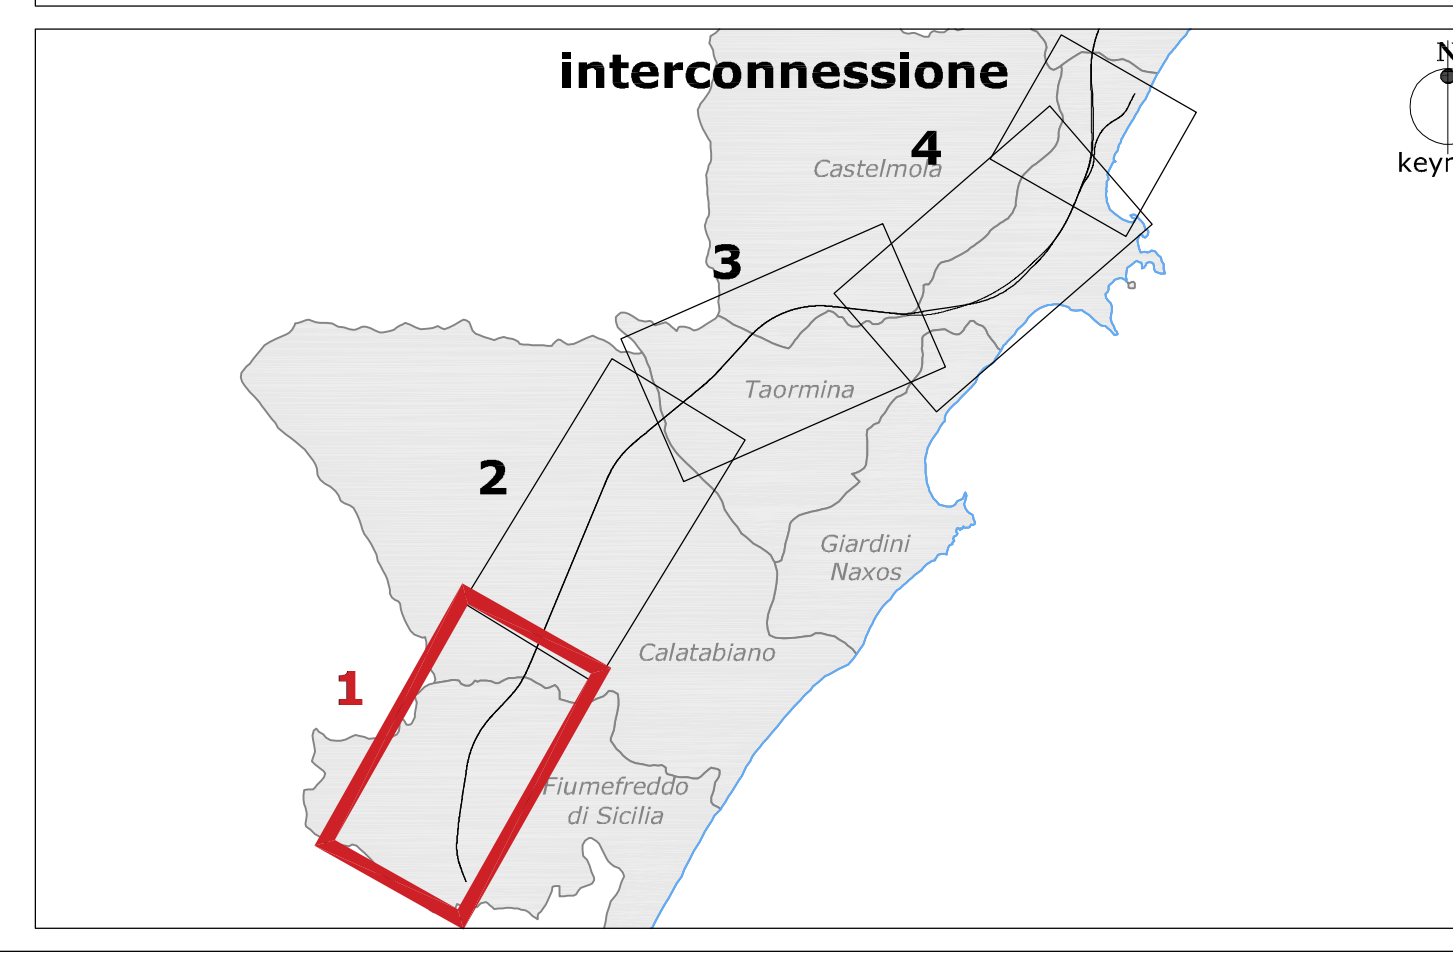 interconnessione
N
4
Castelmola
3
Taormina
2
Giardini
Naxos
Calatabiano
1
Fiumefreddo
di Sicilia